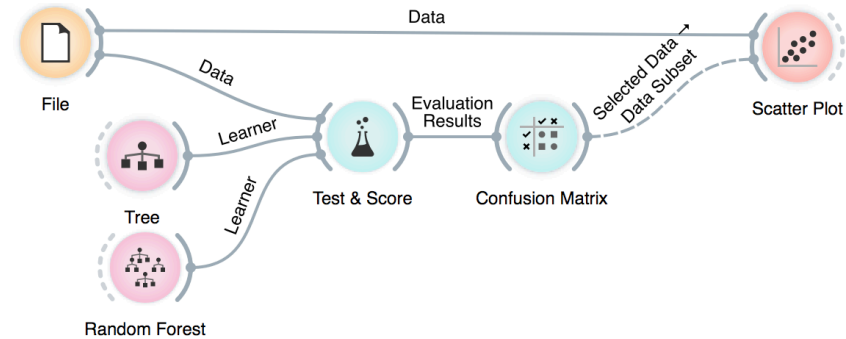 Data
File
Data
Learner
Tree
Learner
Random Forest
Test & Score
Evaluation
Results
Confusion Matrix
Selected Data →
Data Subset
Scatter Plot